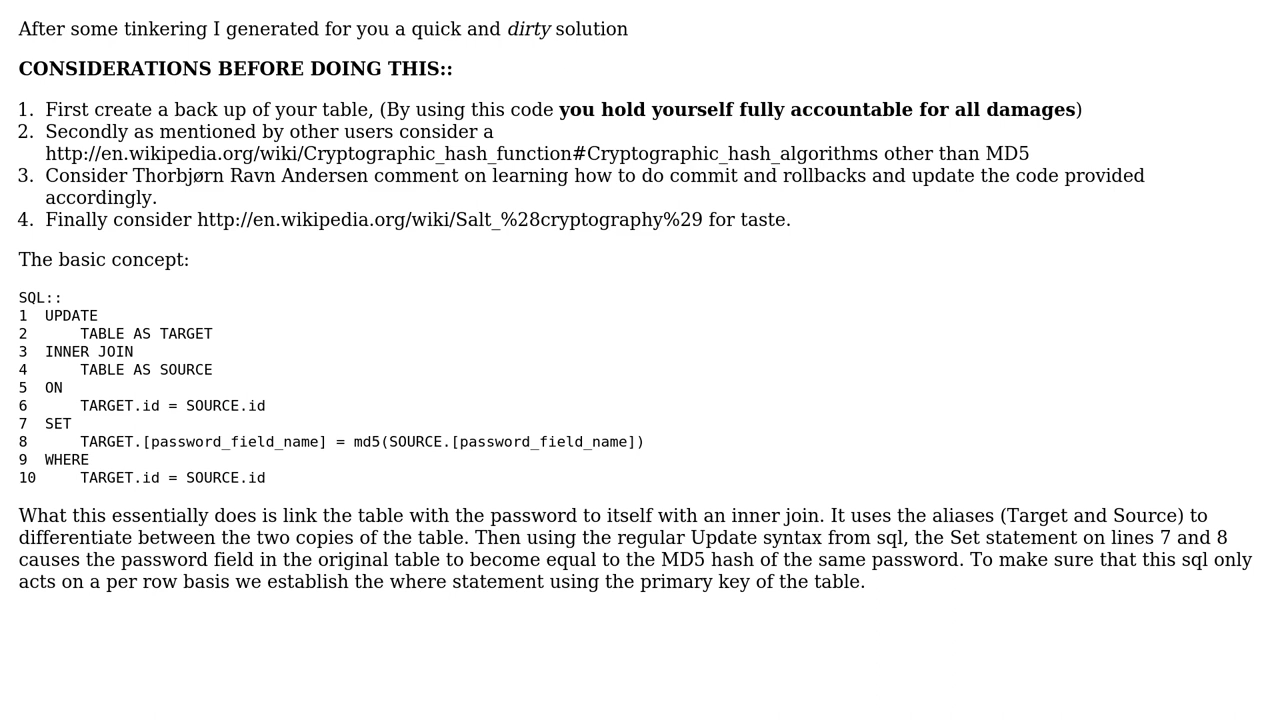 After some tinkering I generated for you a quick and dirty solution
CONSIDERATIONS BEFORE DOING THIS::
1. First create a back up of your table, (By using this code you hold yourself fully accountable for all damages)
2. Secondly as mentioned by other users consider a
http://en.wikipedia.org/wiki/Cryptographic_hash_function#Cryptographic_hash_algorithms other than MD5
3. Consider Thorbjørn Ravn Andersen comment on learning how to do commit and rollbacks and update the code provided
accordingly.
4. Finally consider http://en.wikipedia.org/wiki/Salt_%28cryptography%29 for taste.
The basic concept:
SQL::
1  UPDATE
2      TABLE AS TARGET
3  INNER JOIN
4      TABLE AS SOURCE
5  ON
6      TARGET.id = SOURCE.id
7  SET
8      TARGET.[password_field_name] = md5(SOURCE.[password_field_name])
9  WHERE
10     TARGET.id = SOURCE.id
What this essentially does is link the table with the password to itself with an inner join. It uses the aliases (Target and Source) to
differentiate between the two copies of the table. Then using the regular Update syntax from sql, the Set statement on lines 7 and 8
causes the password field in the original table to become equal to the MD5 hash of the same password. To make sure that this sql only
acts on a per row basis we establish the where statement using the primary key of the table.